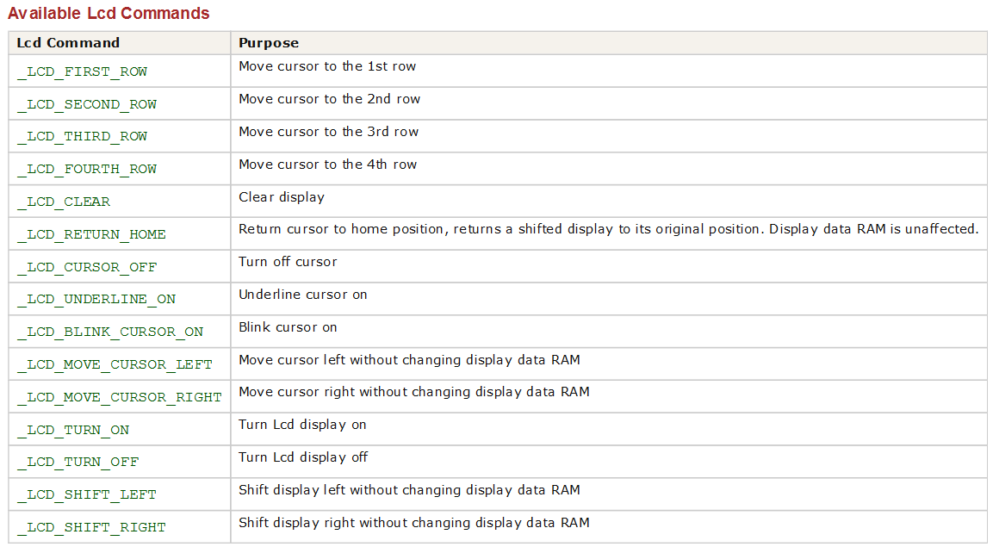 Available Lcd Commands
Lcd Command Purpose
_LCD_FIRST_ROW Move cursor to the 1st row
_LCD_SECOND_ROW Move cursor to the 2nd row
_LCD_THIRD_ROW Move cursor to the 3rd row
_LCD_FOURTH_ROW Move cursor to the 4th row
_LCD_CLEAR Clear display
_LCD_RETURN_HOME Return cursor to home position, returns a shifted display to its original position. Display data RAM is unaffected.
_LCD_CURSOR_OFF Turn off cursor
_LCD_UNDERLINE_ON Underline cursor on
_LCD_BLINK_CURSOR_ON Blink cursor on
_LCD_MOVE_CURSOR_LEFT Move cursor left without changing display data RAM
_LCD_MOVE_CURSOR_RIGHT Move cursor right without changing display data RAM
_LCD_TURN_ON Turn Lcd display on
_LCD_TURN_OFF Turn Lcd display off
_LCD_SHIFT_LEFT Shift display left without changing display data RAM
_LCD_SHIFT_RIGHT Shift display right without changing display data RAM